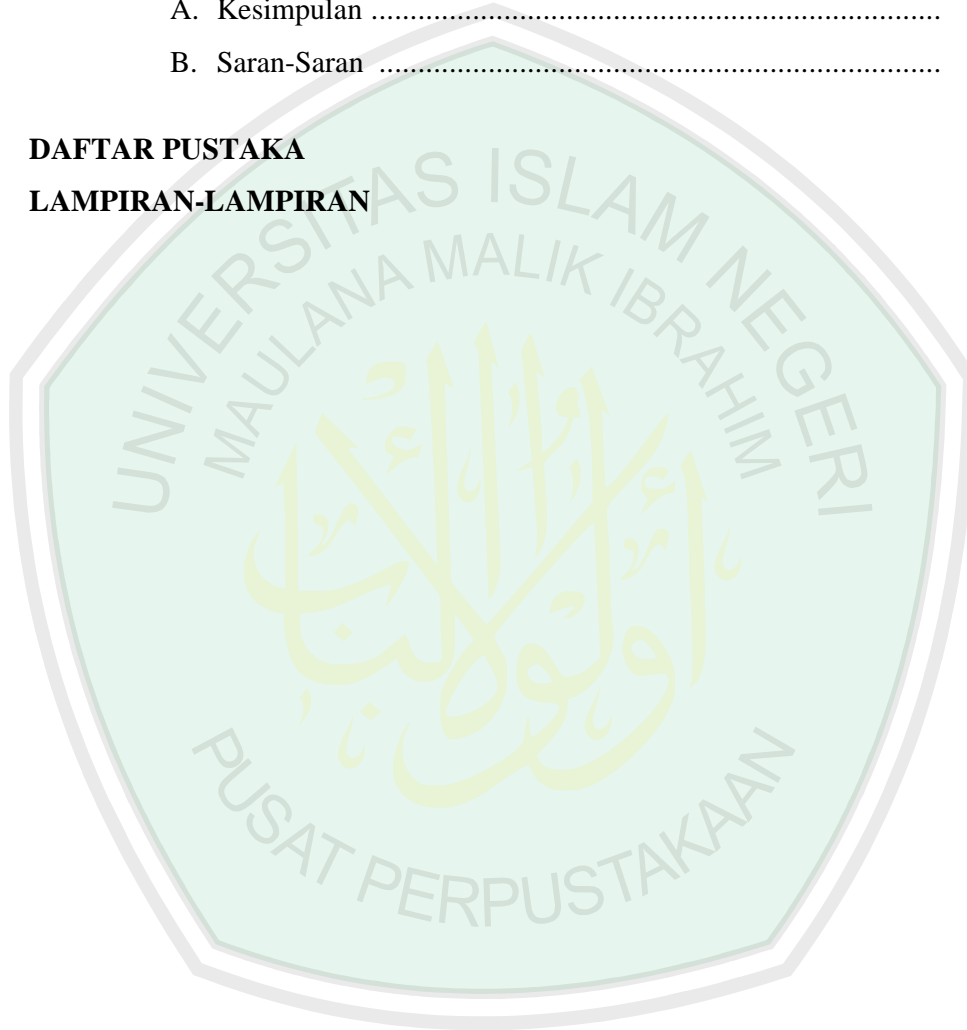 A. Kesimpulan ..........................................................................
B. Saran-Saran .........................................................................
DAFTAR PUSTAKA
LAMPIRAN-LAMPIRAN
UNIVERSITAS ISLAM NEGERI
MAULANA MALIK IBRAHIM
PUSAT PERPUSTAKAAN